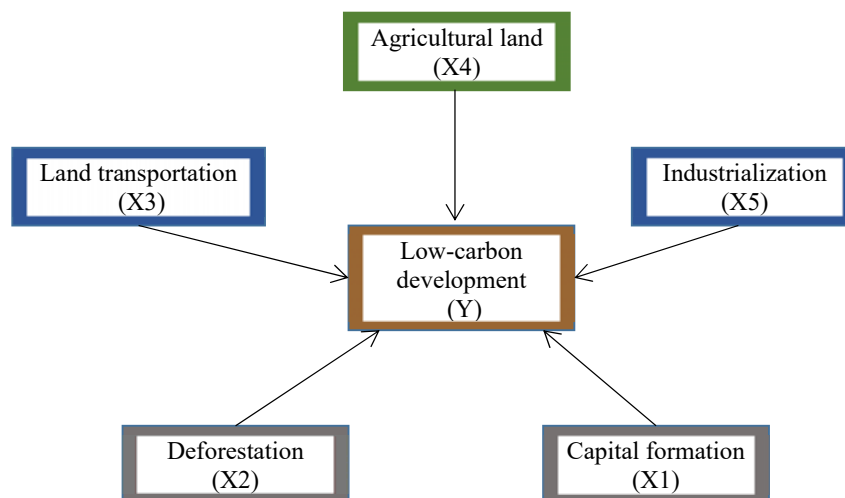 Agricultural land
(X4)
Land transportation
(X3)
Industrialization
(X5)
Low-carbon
development
(Y)
Deforestation
(X2)
Capital formation
(X1)